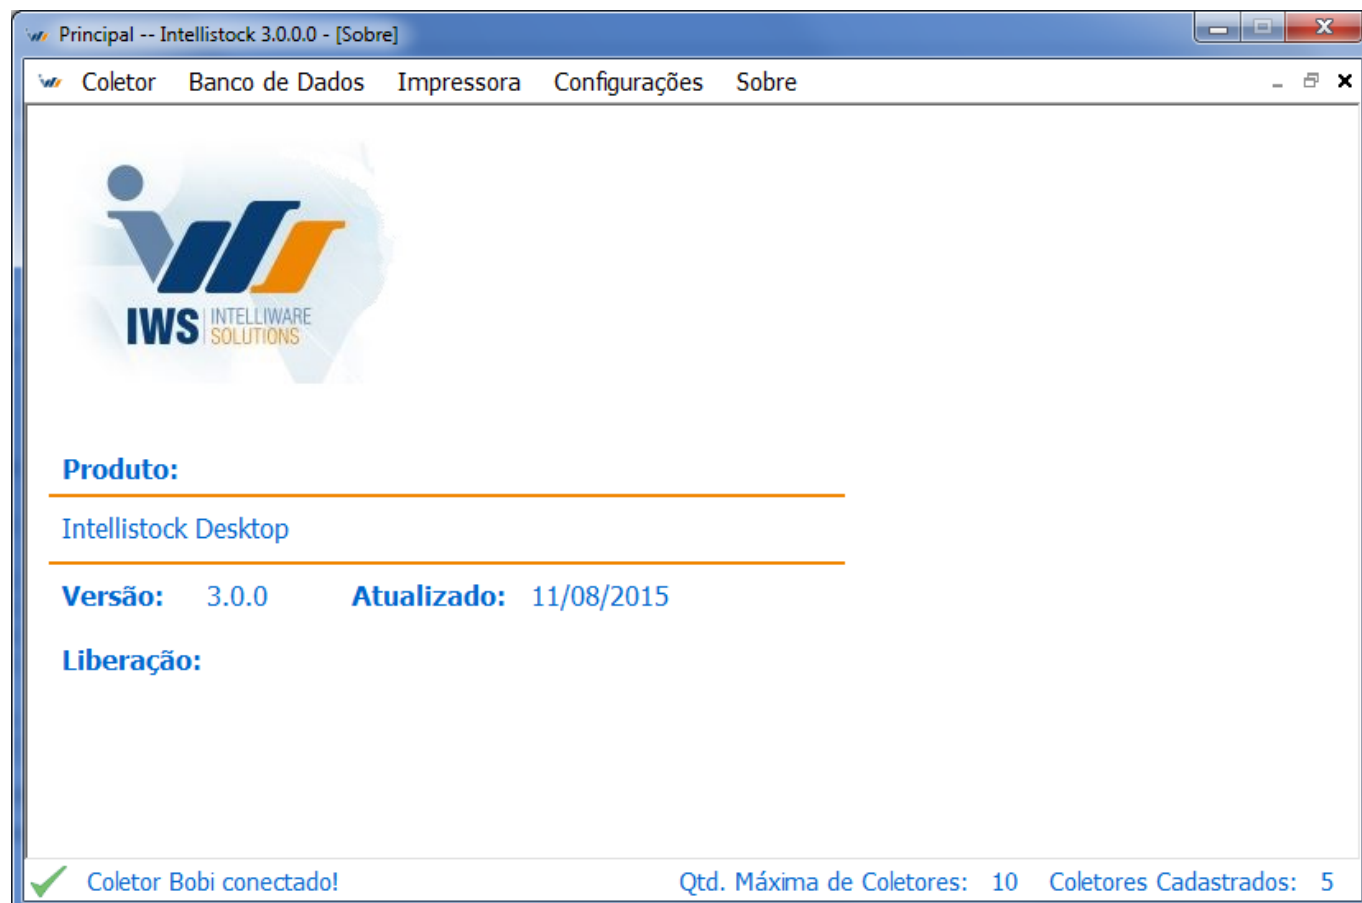 Principal -- Intellistock 3.0.0.0 - [Sobre]
Coletor Banco de Dados Impressora Configurações Sobre
IWS INTELLIWARE
SOLUTIONS
Produto:
Intellistock Desktop
Versão: 3.0.0 Atualizado: 11/08/2015
Liberação:
Coletor Bobi conectado! Qtd. Máxima de Coletores: 10 Coletores Cadastrados: 5